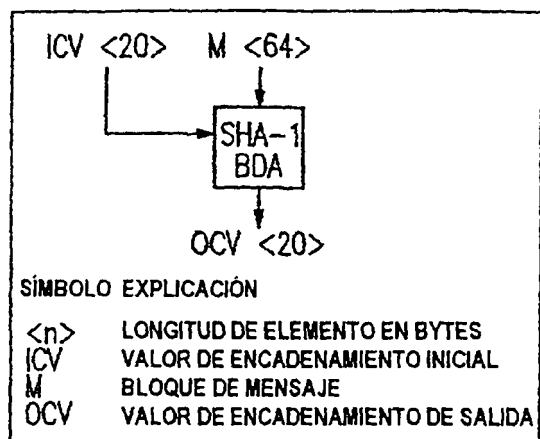 ICV <20> M <64>
SHA-1
BDA
OCV <20>
SÍMBOLO EXPLICACIÓN
<n> LONGITUD DE ELEMENTO EN BYTES
ICV VALOR DE ENCADENAMIENTO INICIAL
M BLOQUE DE MENSAJE
OCV VALOR DE ENCADENAMIENTO DE SALIDA